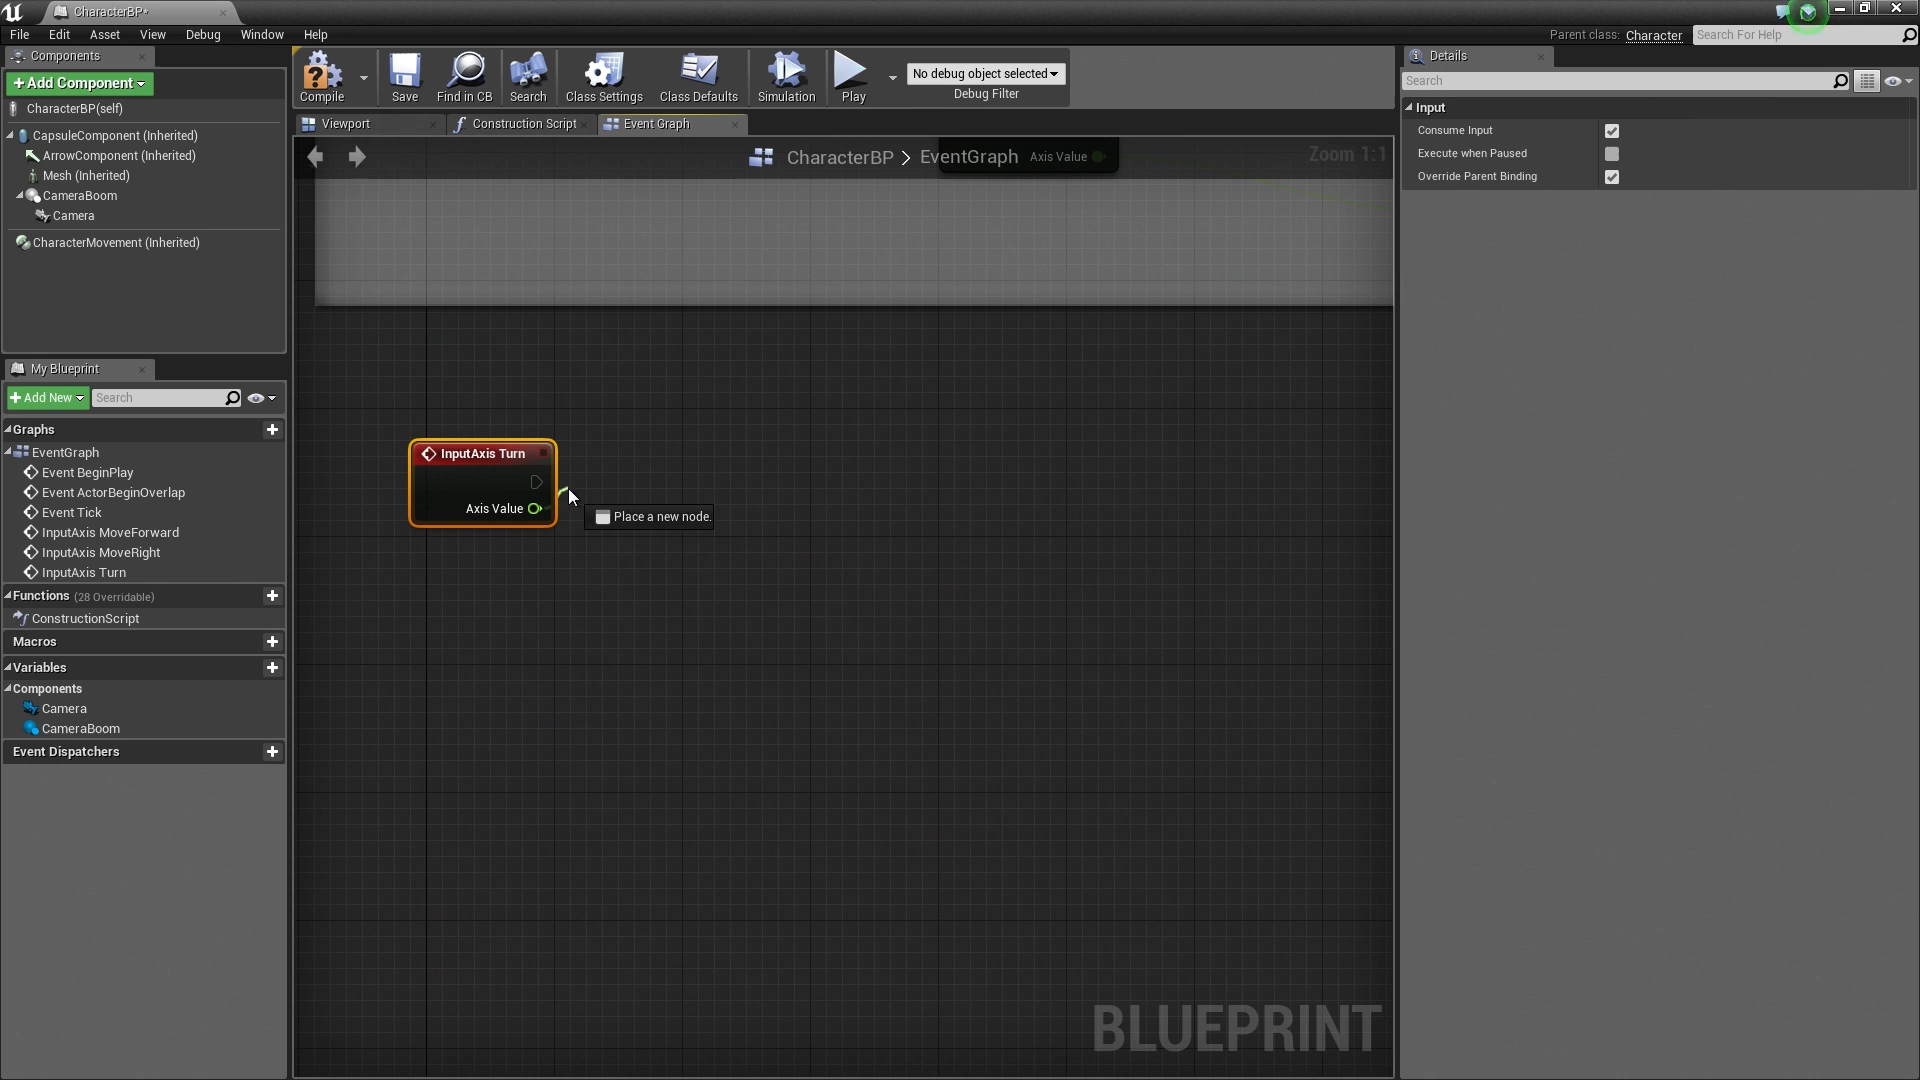 CharacterBP*
File Edit Asset View Debug Window Help
Parent class: Character
Search For Help
Components
+Add Component
CharacterBP(self)
CapsuleComponent (Inherited)
ArrowComponent (Inherited)
Mesh (Inherited)
CameraBoom
Camera
CharacterMovement (Inherited)
Compile
Save
Find in CB
Search
Class Settings
Class Defaults
Simulation
Play
No debug object selected
Debug Filter
Viewport
Construction Script
Event Graph
CharacterBP > EventGraph
Axis Value
Zoom 1:1
InputAxis Turn
Axis Value
Place a new node.
BLUEPRINT
My Blueprint
+Add New
Search
Graphs
EventGraph
Event BeginPlay
Event ActorBeginOverlap
Event Tick
InputAxis MoveForward
InputAxis MoveRight
InputAxis Turn
Functions (28 Overridable)
ConstructionScript
Macros
Variables
Components
Camera
CameraBoom
Event Dispatchers
Details
Search
Input
Consume Input
Execute when Paused
Override Parent Binding